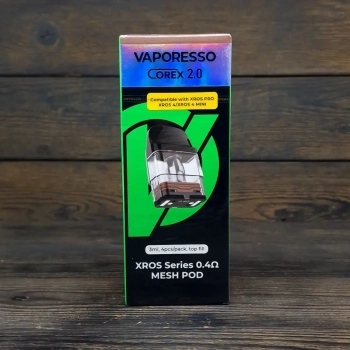 VAPORESSO
COREX 2.0
Compatible with XROS PRO
XROS 4/XROS 4 MINI
3ml, 4pcs/pack, top fill
XROS Series 0.4Ω
MESH POD